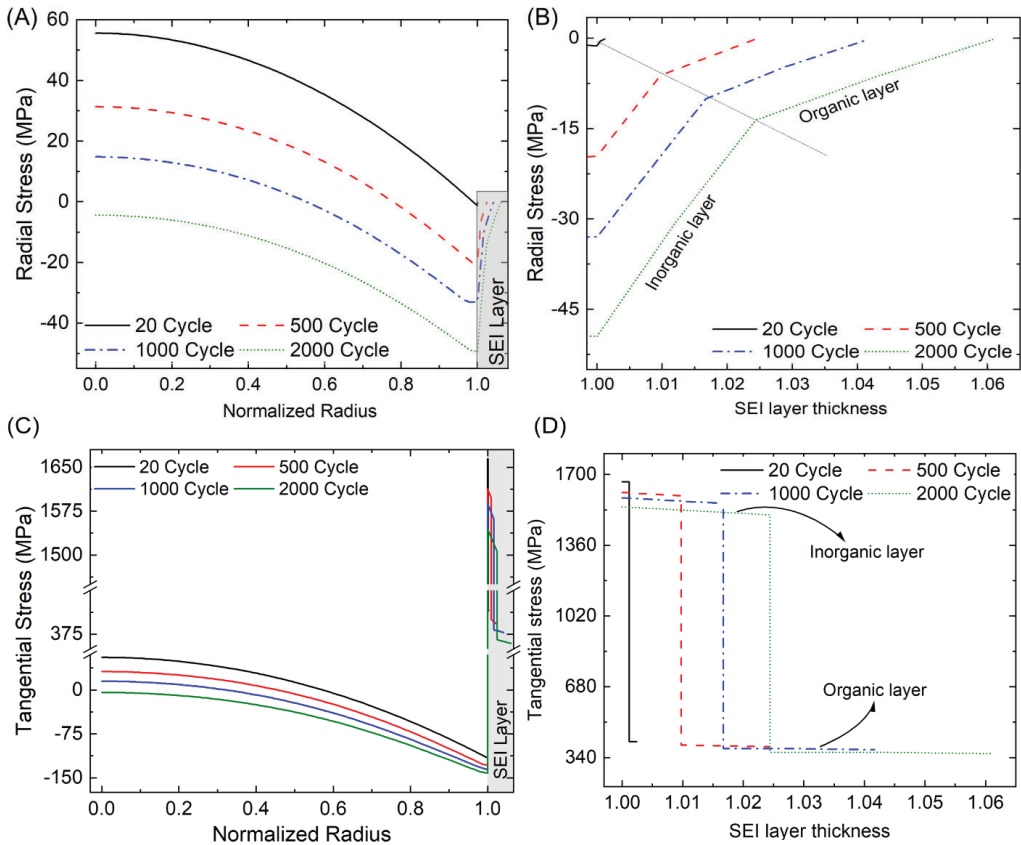 (A)
60
40
20
0
-20
-40
Radial Stress (MPa)
20 Cycle
500 Cycle
1000 Cycle
2000 Cycle
SEI Layer
0.0 0.2 0.4 0.6 0.8 1.0
Normalized Radius
(B)
0
-15
-30
-45
Radial Stress (MPa)
Organic layer
Inorganic layer
20 Cycle
500 Cycle
1000 Cycle
2000 Cycle
1.00 1.01 1.02 1.03 1.04 1.05 1.06
SEI layer thickness
(C)
1650
1575
1500
375
0
-75
-150
Tangential Stress (MPa)
20 Cycle
500 Cycle
1000 Cycle
2000 Cycle
SEI Layer
0.0 0.2 0.4 0.6 0.8 1.0
Normalized Radius
(D)
1700
1360
1020
680
340
Tangential stress (MPa)
20 Cycle
500 Cycle
1000 Cycle
2000 Cycle
Inorganic layer
Organic layer
1.00 1.01 1.02 1.03 1.04 1.05 1.06
SEI layer thickness